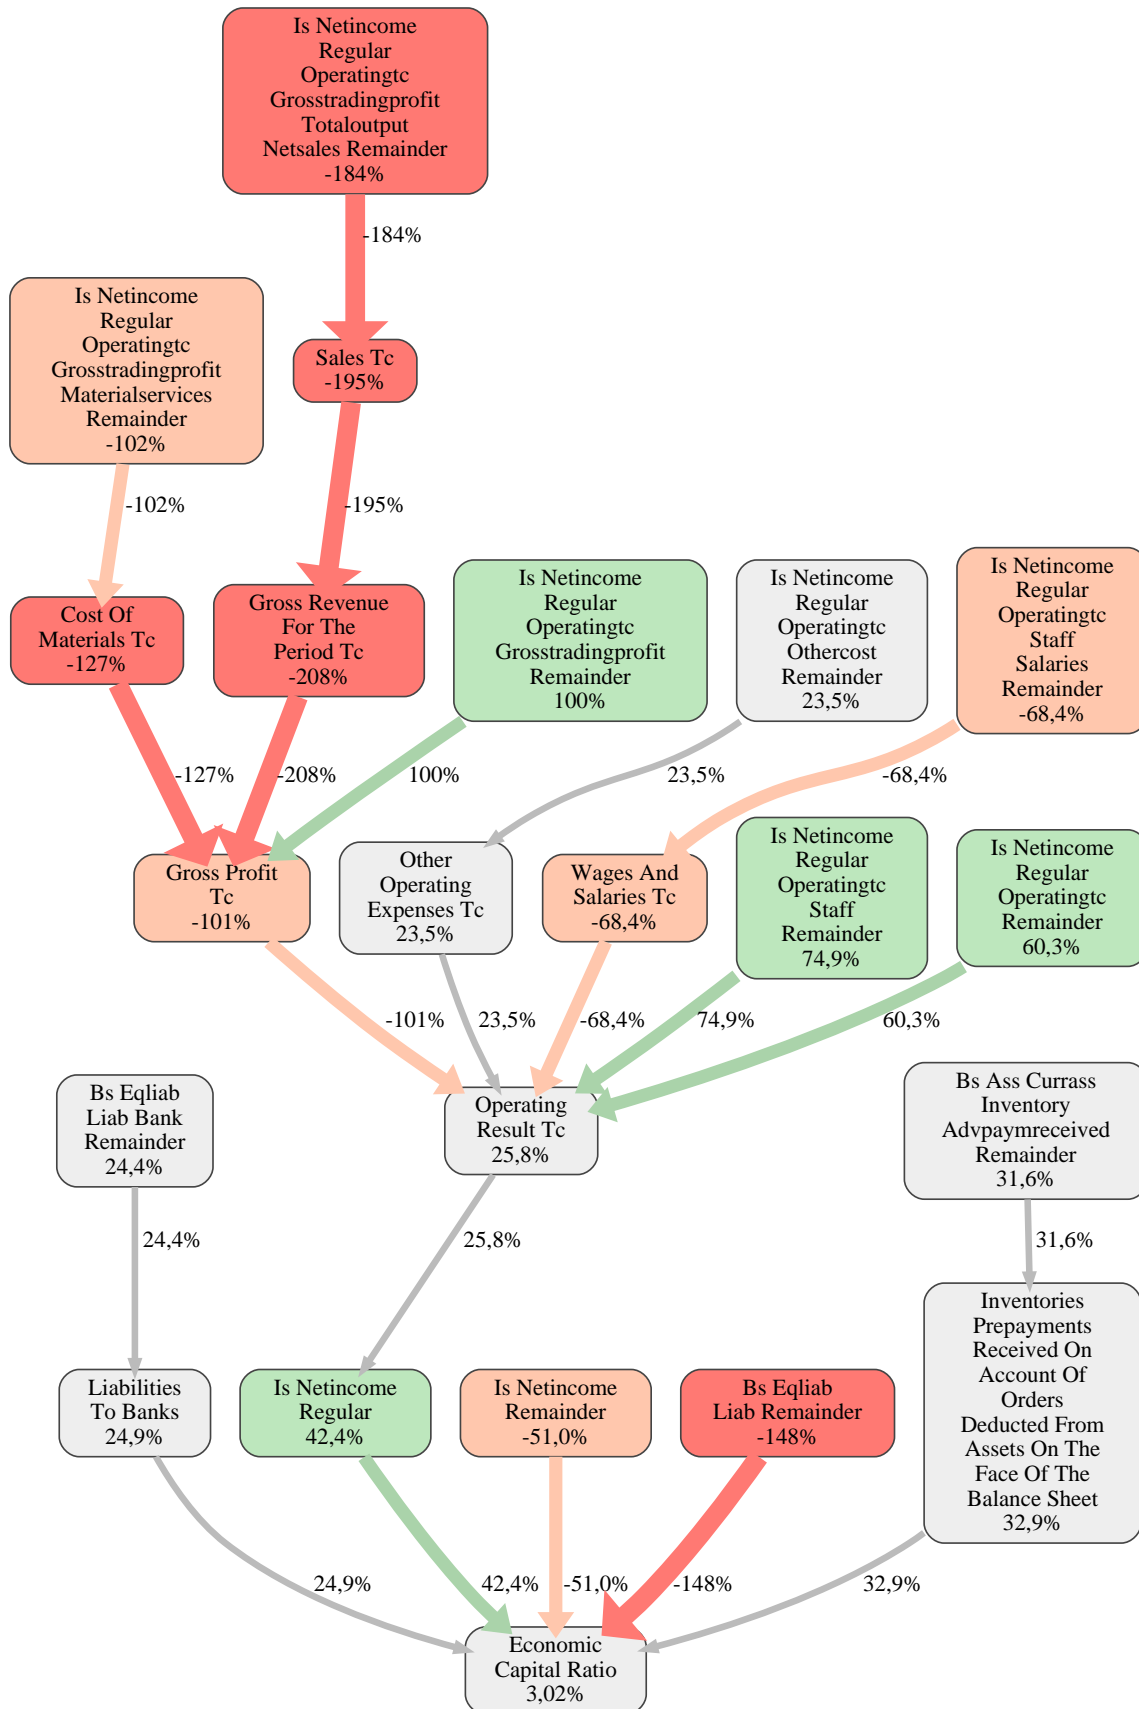 Is Netincome
Regular
Operatingtc
Grosstradingprofit
Totaloutput
Netsales Remainder
-184%
-184%
Is Netincome
Regular
Operatingtc
Grosstradingprofit
Materialservices
Remainder
-102%
Sales Tc
-195%
-102%
-195%
Cost Of
Materials Tc
-127%
Gross Revenue
For The
Period Tc
-208%
Is Netincome
Regular
Operatingtc
Grosstradingprofit
Remainder
100%
Is Netincome
Regular
Operatingtc
Othercost
Remainder
23,5%
Is Netincome
Regular
Operatingtc
Staff
Salaries
Remainder
-68,4%
-127%
-208%
100%
23,5%
-68,4%
Gross Profit
Tc
-101%
Other
Operating
Expenses Tc
23,5%
Wages And
Salaries Tc
-68,4%
Is Netincome
Regular
Operatingtc
Staff
Remainder
74,9%
Is Netincome
Regular
Operatingtc
Remainder
60,3%
-101%
23,5%
-68,4%
74,9%
60,3%
Bs Eqliab
Liab Bank
Remainder
24,4%
Operating
Result Tc
25,8%
Bs Ass Currass
Inventory
Advpaymreceived
Remainder
31,6%
24,4%
25,8%
31,6%
Liabilities
To Banks
24,9%
Is Netincome
Regular
42,4%
Is Netincome
Remainder
-51,0%
Bs Eqliab
Liab Remainder
-148%
Inventories
Prepayments
Received On
Account Of
Orders
Deducted From
Assets On The
Face Of The
Balance Sheet
32,9%
24,9%
42,4%
-51,0%
-148%
32,9%
Economic
Capital Ratio
3,02%